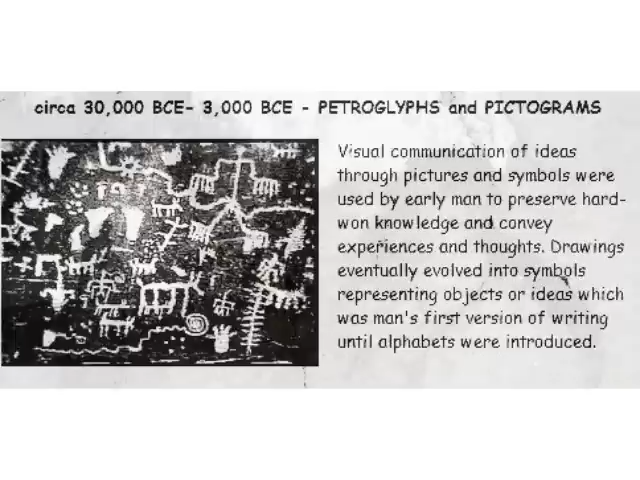 circa 30,000 BCE- 3,000 BCE - PETROGLYPHS and PICTOGRAMS
Visual communication of ideas
through pictures and symbols were
used by early man to preserve hard-
won knowledge and convey
experiences and thoughts. Drawings
eventually evolved into symbols
representing objects or ideas which
was man's first version of writing
until alphabets were introduced.